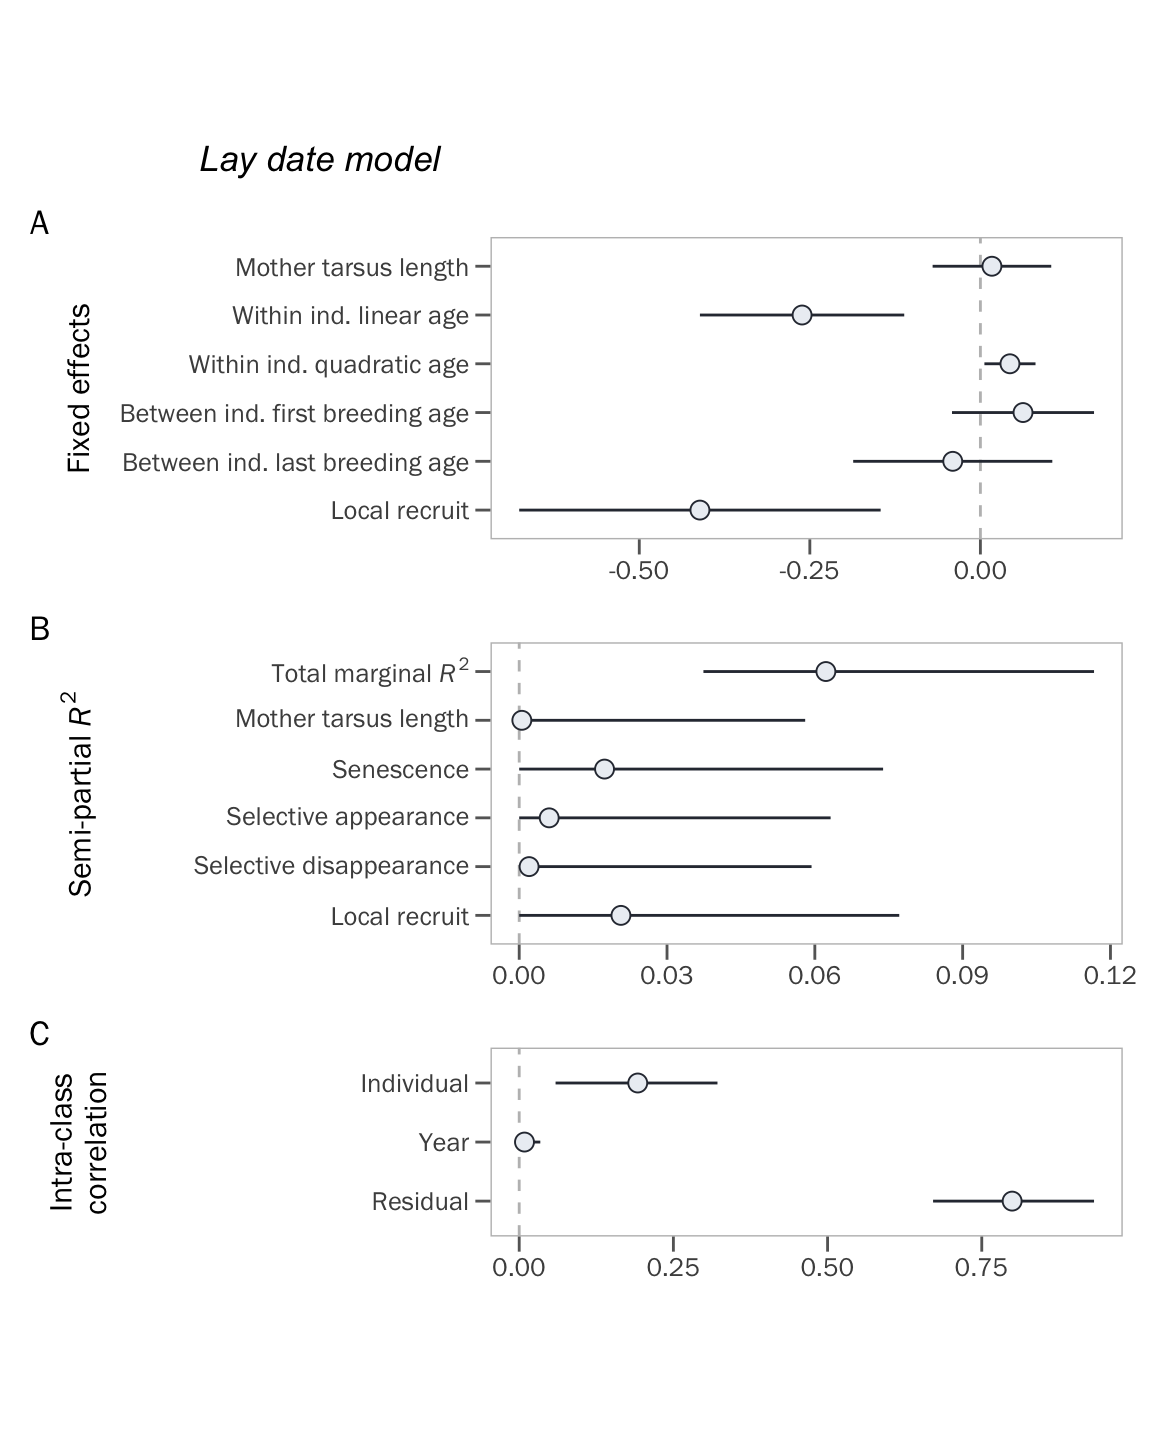 Lay date model
A
Fixed effects
Mother tarsus length
Within ind. linear age
Within ind. quadratic age
Between ind. first breeding age
Between ind. last breeding age
Local recruit
-0.50 -0.25 0.00
B
Semi-partial R²
Total marginal R²
Mother tarsus length
Senescence
Selective appearance
Selective disappearance
Local recruit
0.00 0.03 0.06 0.09 0.12
C
Intra-class
correlation
Individual
Year
Residual
0.00 0.25 0.50 0.75